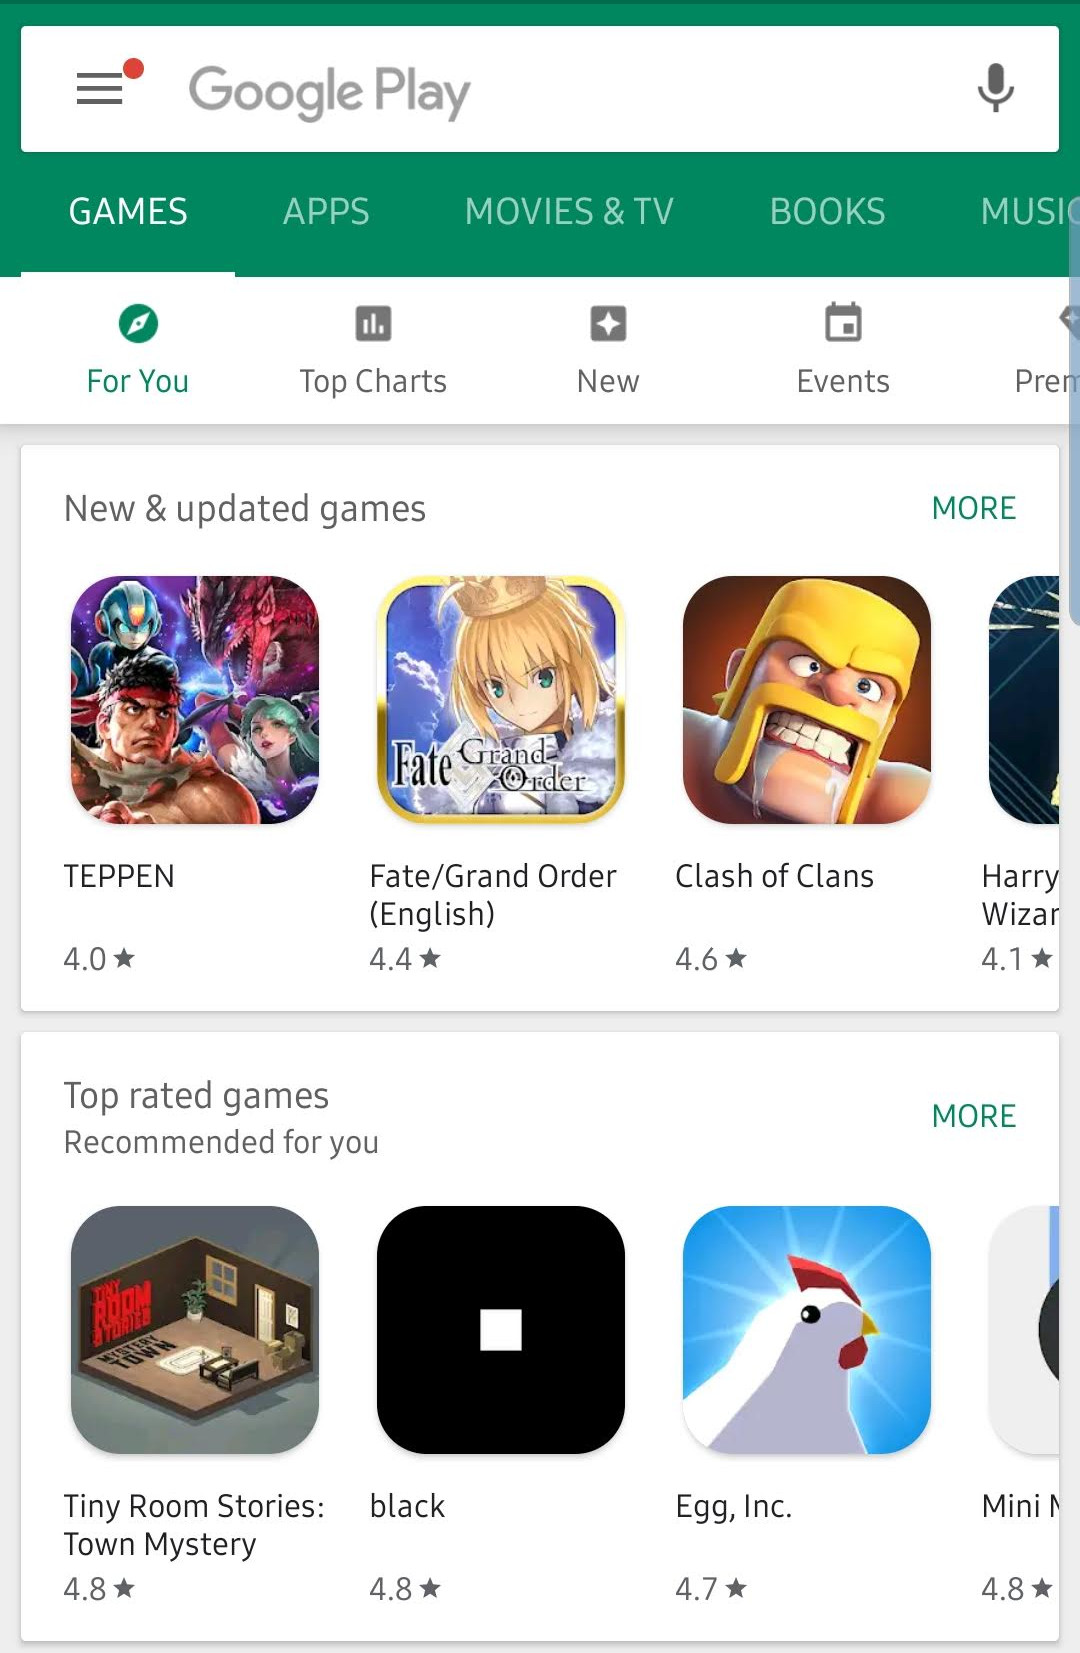 Google Play
GAMES APPS MOVIES & TV BOOKS
For You Top Charts New Events
New & updated games MORE
Fate Grand
Order
TEPPEN Fate/Grand Order Clash of Clans Harry
(English)
4.0 ★ 4.4 ★ 4.6 ★ 4.1 ★
Top rated games
Recommended for you MORE
TINY
ROOM
STORIES
MYSTERY
TOWN
Tiny Room Stories: black Egg, Inc. Mini
Town Mystery
4.8 ★ 4.8 ★ 4.7 ★ 4.8 ★